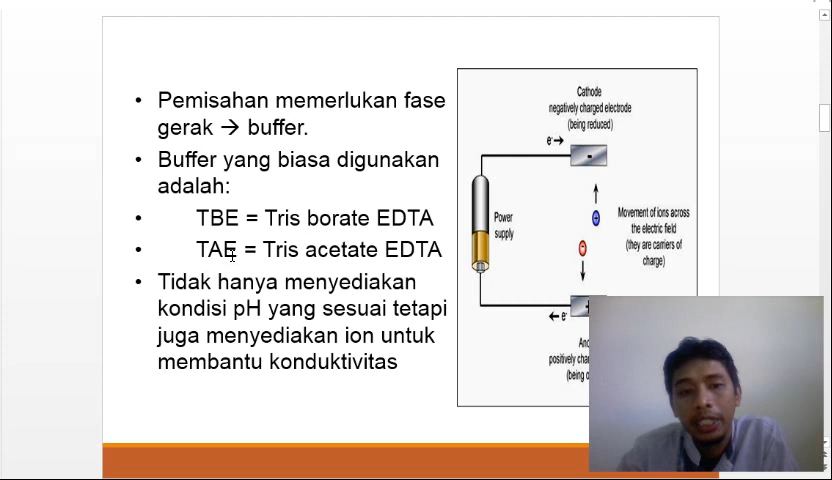 • Pemisahan memerlukan fase
gerak → buffer.
• Buffer yang biasa digunakan
adalah:
• TBE = Tris borate EDTA
• TAE = Tris acetate EDTA
• Tidak hanya menyediakan
kondisi pH yang sesuai tetapi
juga menyediakan ion untuk
membantu konduktivitas
Cathode
negatively charged electrode
(being reduced)
e⁻→
-
Power
supply
+
-
Movement of ions across
the electric field
(they are carriers of
charge)
← e⁻